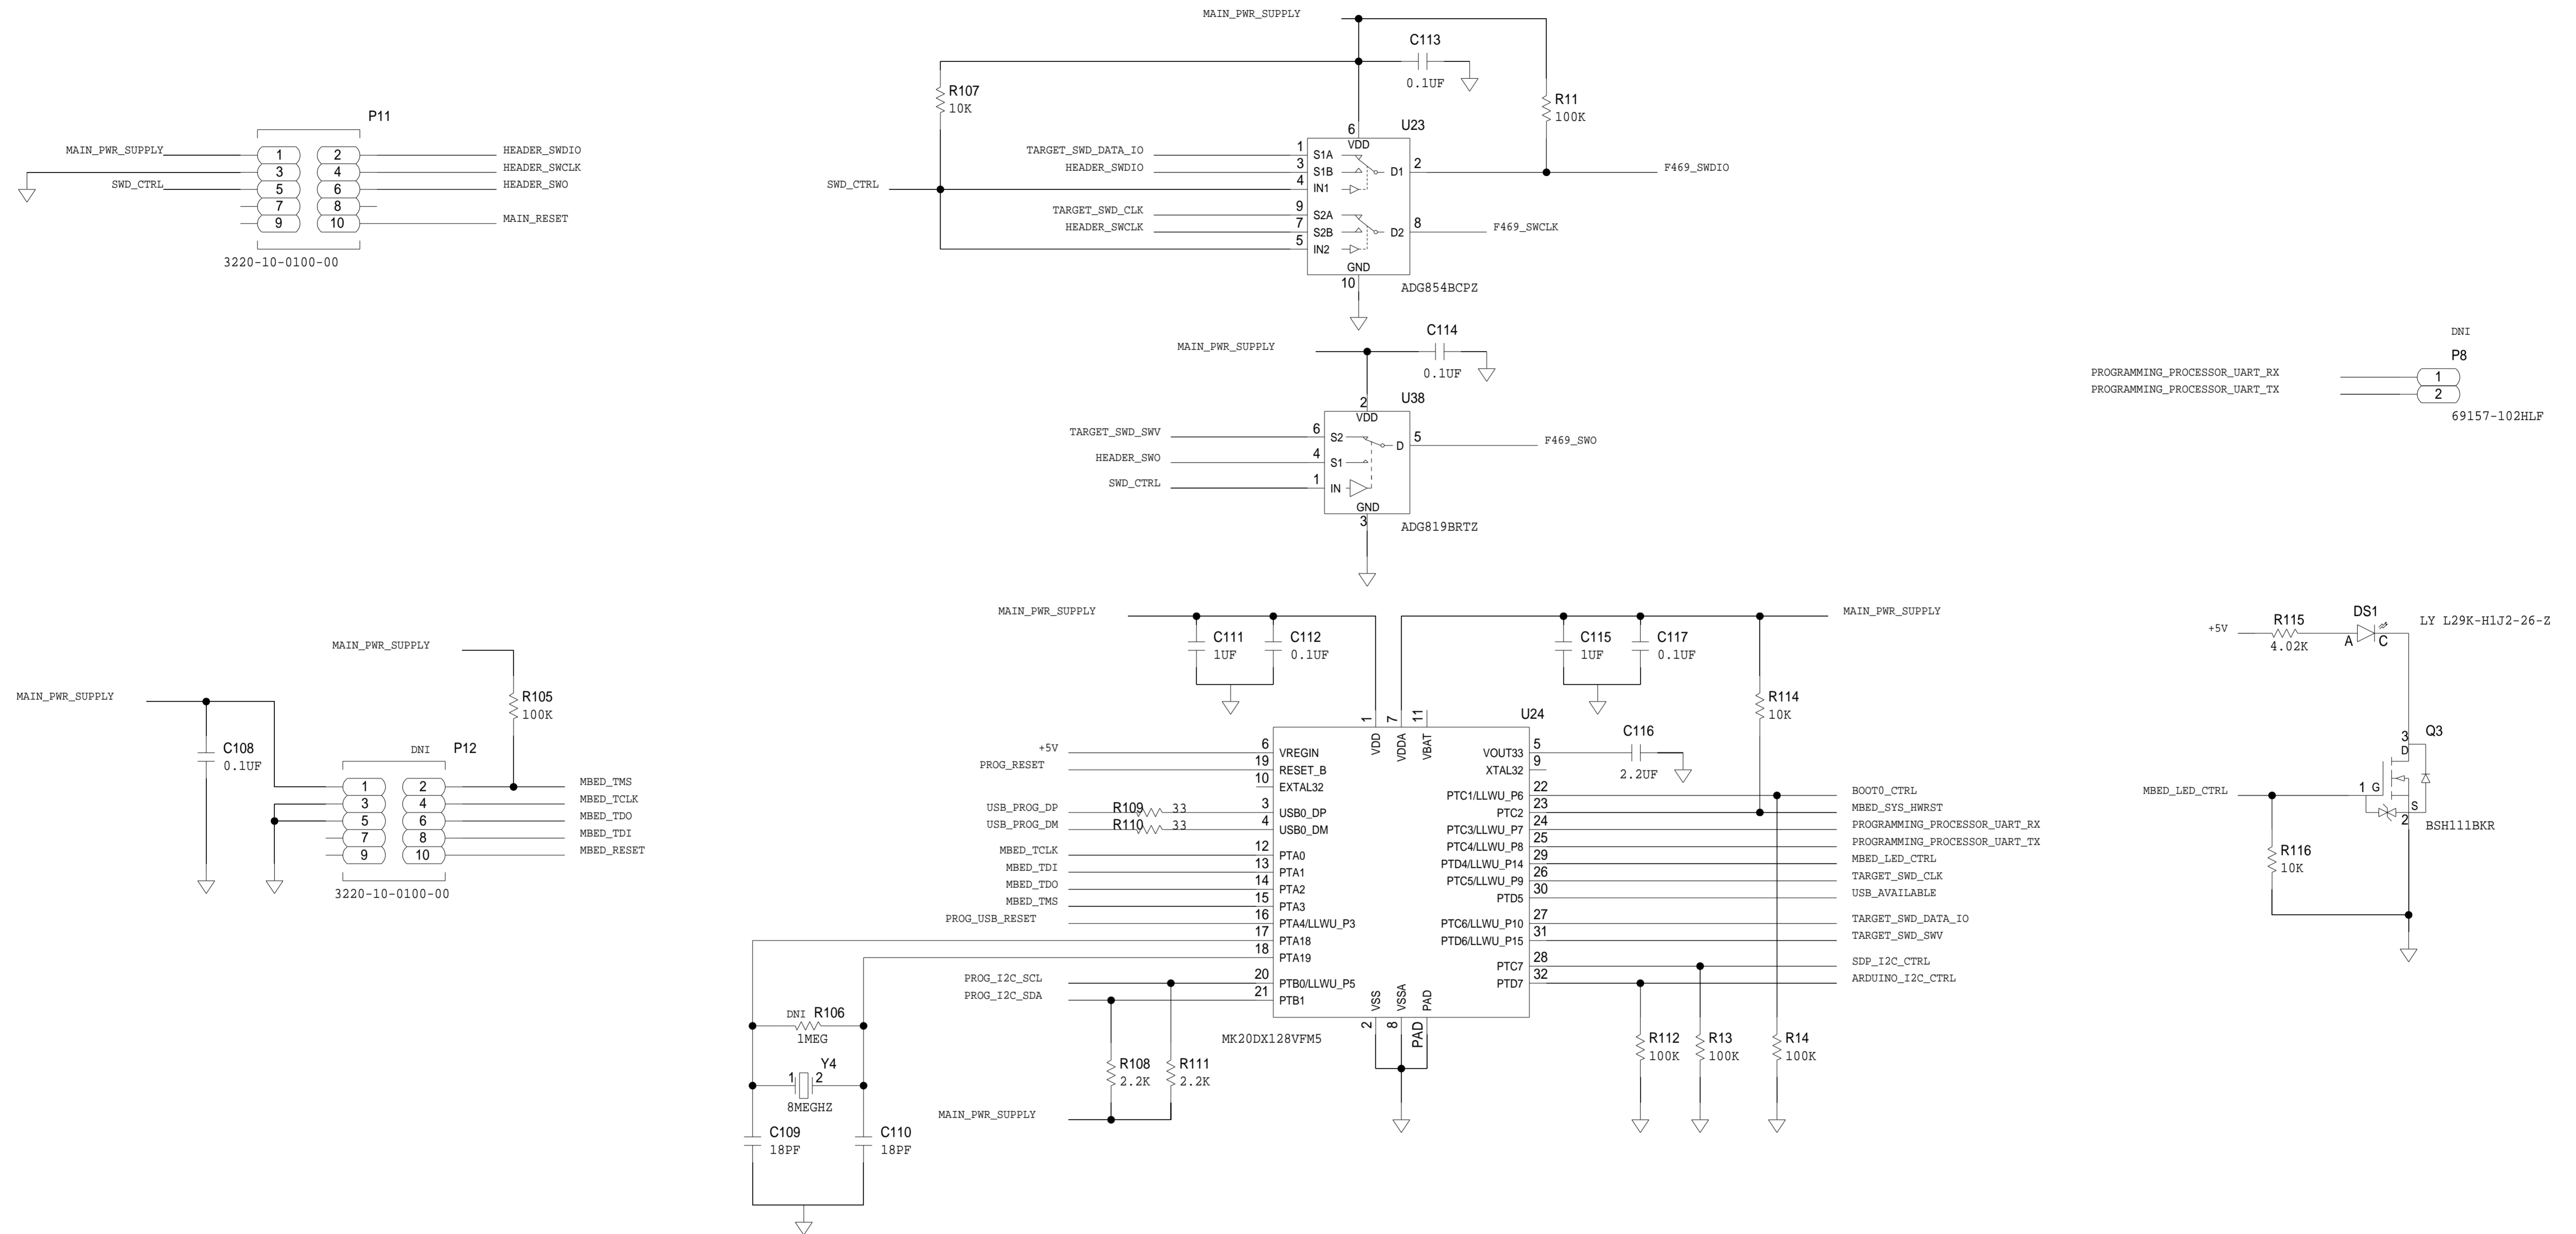 MAIN_PWR_SUPPLY
C113
0.1UF
R107
10K
R11
100K
P11
MAIN_PWR_SUPPLY 1 2 HEADER_SWDIO
3 4 HEADER_SWCLK
SWD_CTRL 5 6 HEADER_SWO
7 8
9 10 MAIN_RESET
3220-10-0100-00
U23
6
VDD
TARGET_SWD_DATA_IO 1 S1A
HEADER_SWDIO 3 S1B D1 2 F469_SWDIO
SWD_CTRL 4 IN1
TARGET_SWD_CLK 9 S2A
HEADER_SWCLK 7 S2B D2 8 F469_SWCLK
5 IN2
GND
10
ADG854BCPZ
MAIN_PWR_SUPPLY
C114
0.1UF
U38
2
VDD
TARGET_SWD_SWV 6 S2 D 5 F469_SWO
HEADER_SWO 4 S1
SWD_CTRL 1 IN
GND
3
ADG819BRTZ
DNI
P8
PROGRAMMING_PROCESSOR_UART_RX 1
PROGRAMMING_PROCESSOR_UART_TX 2
69157-102HLF
MAIN_PWR_SUPPLY
R105
100K
MAIN_PWR_SUPPLY
C108
0.1UF
DNI P12
1 2 MBED_TMS
3 4 MBED_TCLK
5 6 MBED_TDO
7 8 MBED_TDI
9 10 MBED_RESET
3220-10-0100-00
MAIN_PWR_SUPPLY MAIN_PWR_SUPPLY
C111
1UF
C112
0.1UF
C115
1UF
C117
0.1UF
R114
10K
U24
1 7 11
VDD VDDA VBAT
C116
2.2UF
+5V 6 VREGIN
PROG_RESET 19 RESET_B
10 EXTAL32
USB_PROG_DP R109 33 3 USB0_DP
USB_PROG_DM R110 33 4 USB0_DM
MBED_TCLK 12 PTA0
MBED_TDI 13 PTA1
MBED_TDO 14 PTA2
MBED_TMS 15 PTA3
PROG_USB_RESET 16 PTA4/LLWU_P3
17 PTA18
18 PTA19
PROG_I2C_SCL 20 PTB0/LLWU_P5
PROG_I2C_SDA 21 PTB1
VOUT33 5
XTAL32 9
PTC1/LLWU_P6 22 BOOT0_CTRL
PTC2 23 MBED_SYS_HWRST
PTC3/LLWU_P7 24 PROGRAMMING_PROCESSOR_UART_RX
PTC4/LLWU_P8 25 PROGRAMMING_PROCESSOR_UART_TX
PTD4/LLWU_P14 29 MBED_LED_CTRL
PTC5/LLWU_P9 26 TARGET_SWD_CLK
PTD5 30 USB_AVAILABLE
PTC6/LLWU_P10 27 TARGET_SWD_DATA_IO
PTD6/LLWU_P15 31 TARGET_SWD_SWV
PTC7 28 SDP_I2C_CTRL
PTD7 32 ARDUINO_I2C_CTRL
VSS VSSA PAD
2 8 PAD
MK20DX128VFM5
DNI R106
1MEG
1 2 Y4
8MEGHZ
C109
18PF
C110
18PF
R108
2.2K
R111
2.2K
MAIN_PWR_SUPPLY
R112
100K
R13
100K
R14
100K
+5V R115
4.02K
DS1
A C
LY L29K-H1J2-26-Z
Q3
3
D
MBED_LED_CTRL 1 G
S
2
BSH111BKR
R116
10K